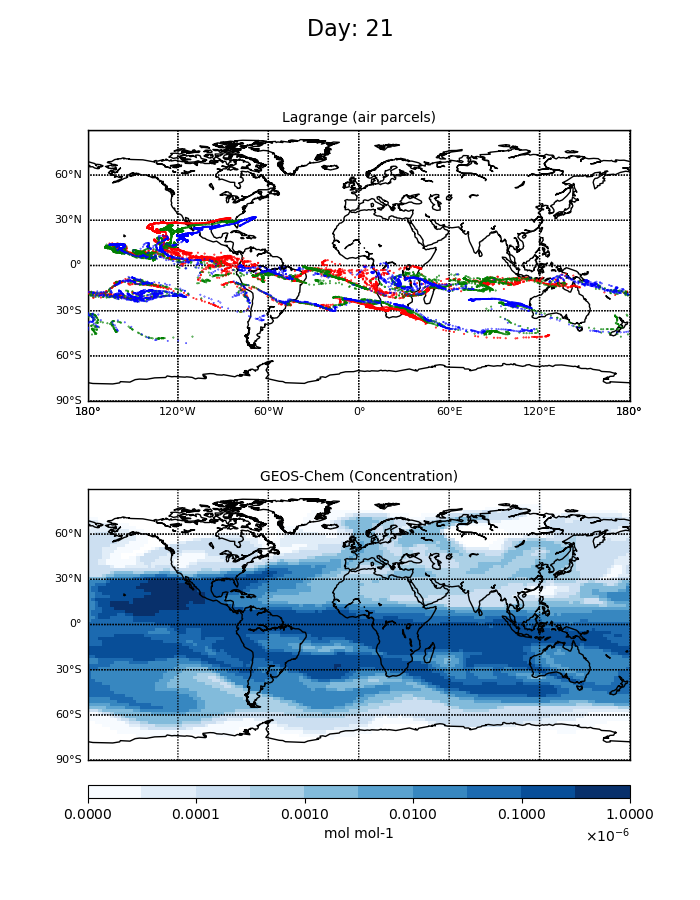 Day: 21
Lagrange (air parcels)
60°N
30°N
0°
30°S
60°S
90°S
180° 120°W 60°W 0° 60°E 120°E 180°
GEOS-Chem (Concentration)
60°N
30°N
0°
30°S
60°S
90°S
0.0000 0.0001 0.0010 0.0100 0.1000 1.0000
mol mol-1 ×10⁻⁶